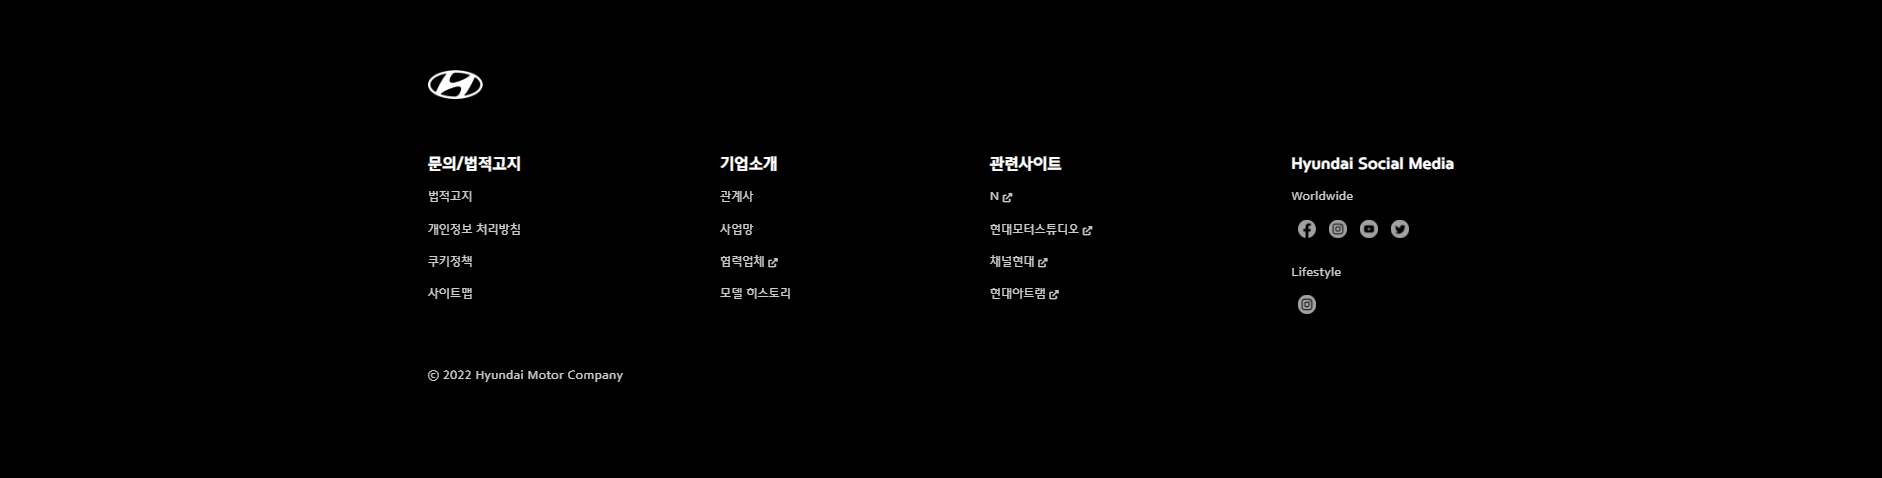 문의/법적고지
법적고지
개인정보 처리방침
쿠키정책
사이트맵
기업소개
관계사
사업망
협력업체
모델 히스토리
관련사이트
N
현대모터스튜디오
채널현대
현대아트랩
Hyundai Social Media
Worldwide
Lifestyle
© 2022 Hyundai Motor Company